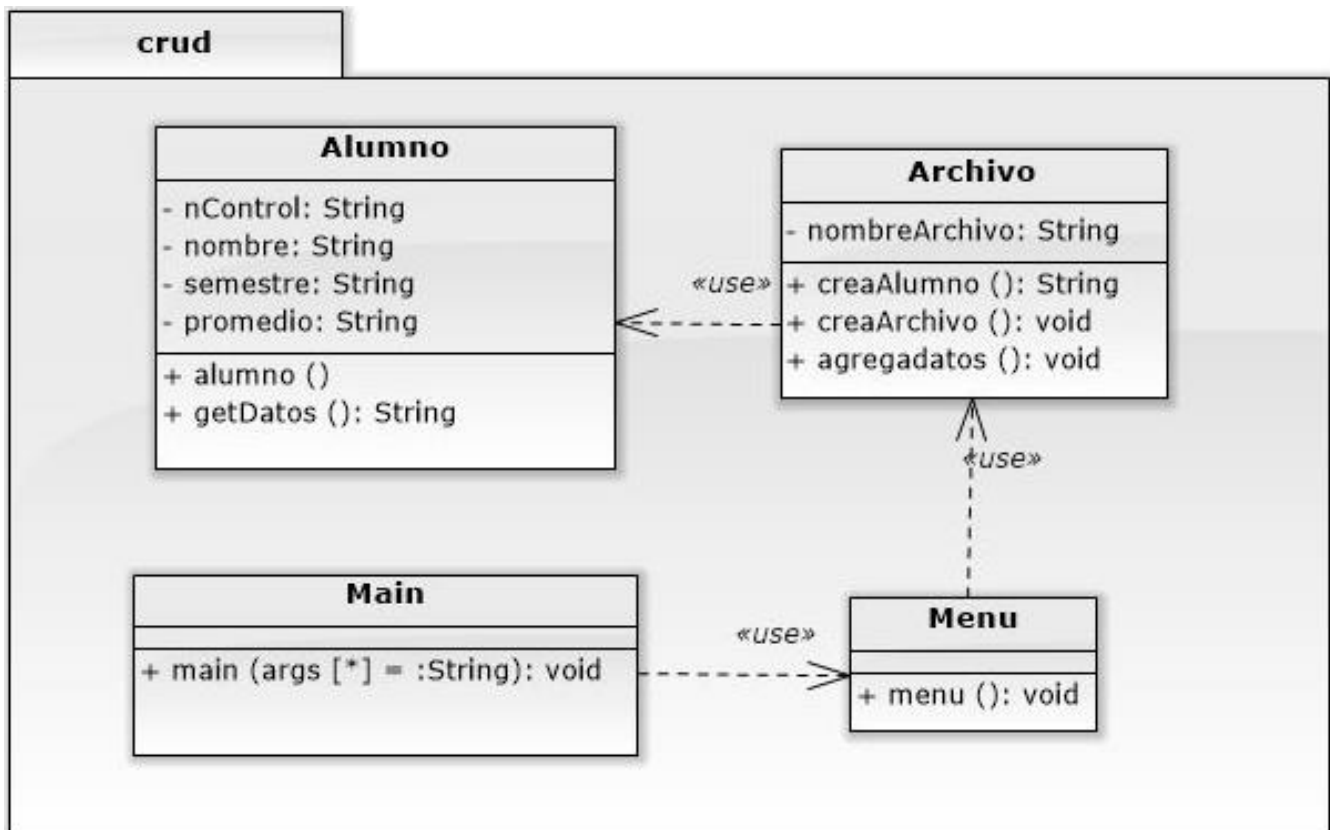 crud
Alumno
- nControl: String
- nombre: String
- semestre: String
- promedio: String
+ alumno ()
+ getDatos (): String
«use»
Archivo
- nombreArchivo: String
+ creaAlumno (): String
+ creaArchivo (): void
+ agregadatos (): void
«use»
Main
+ main (args [*] = :String): void
«use»
Menu
+ menu (): void